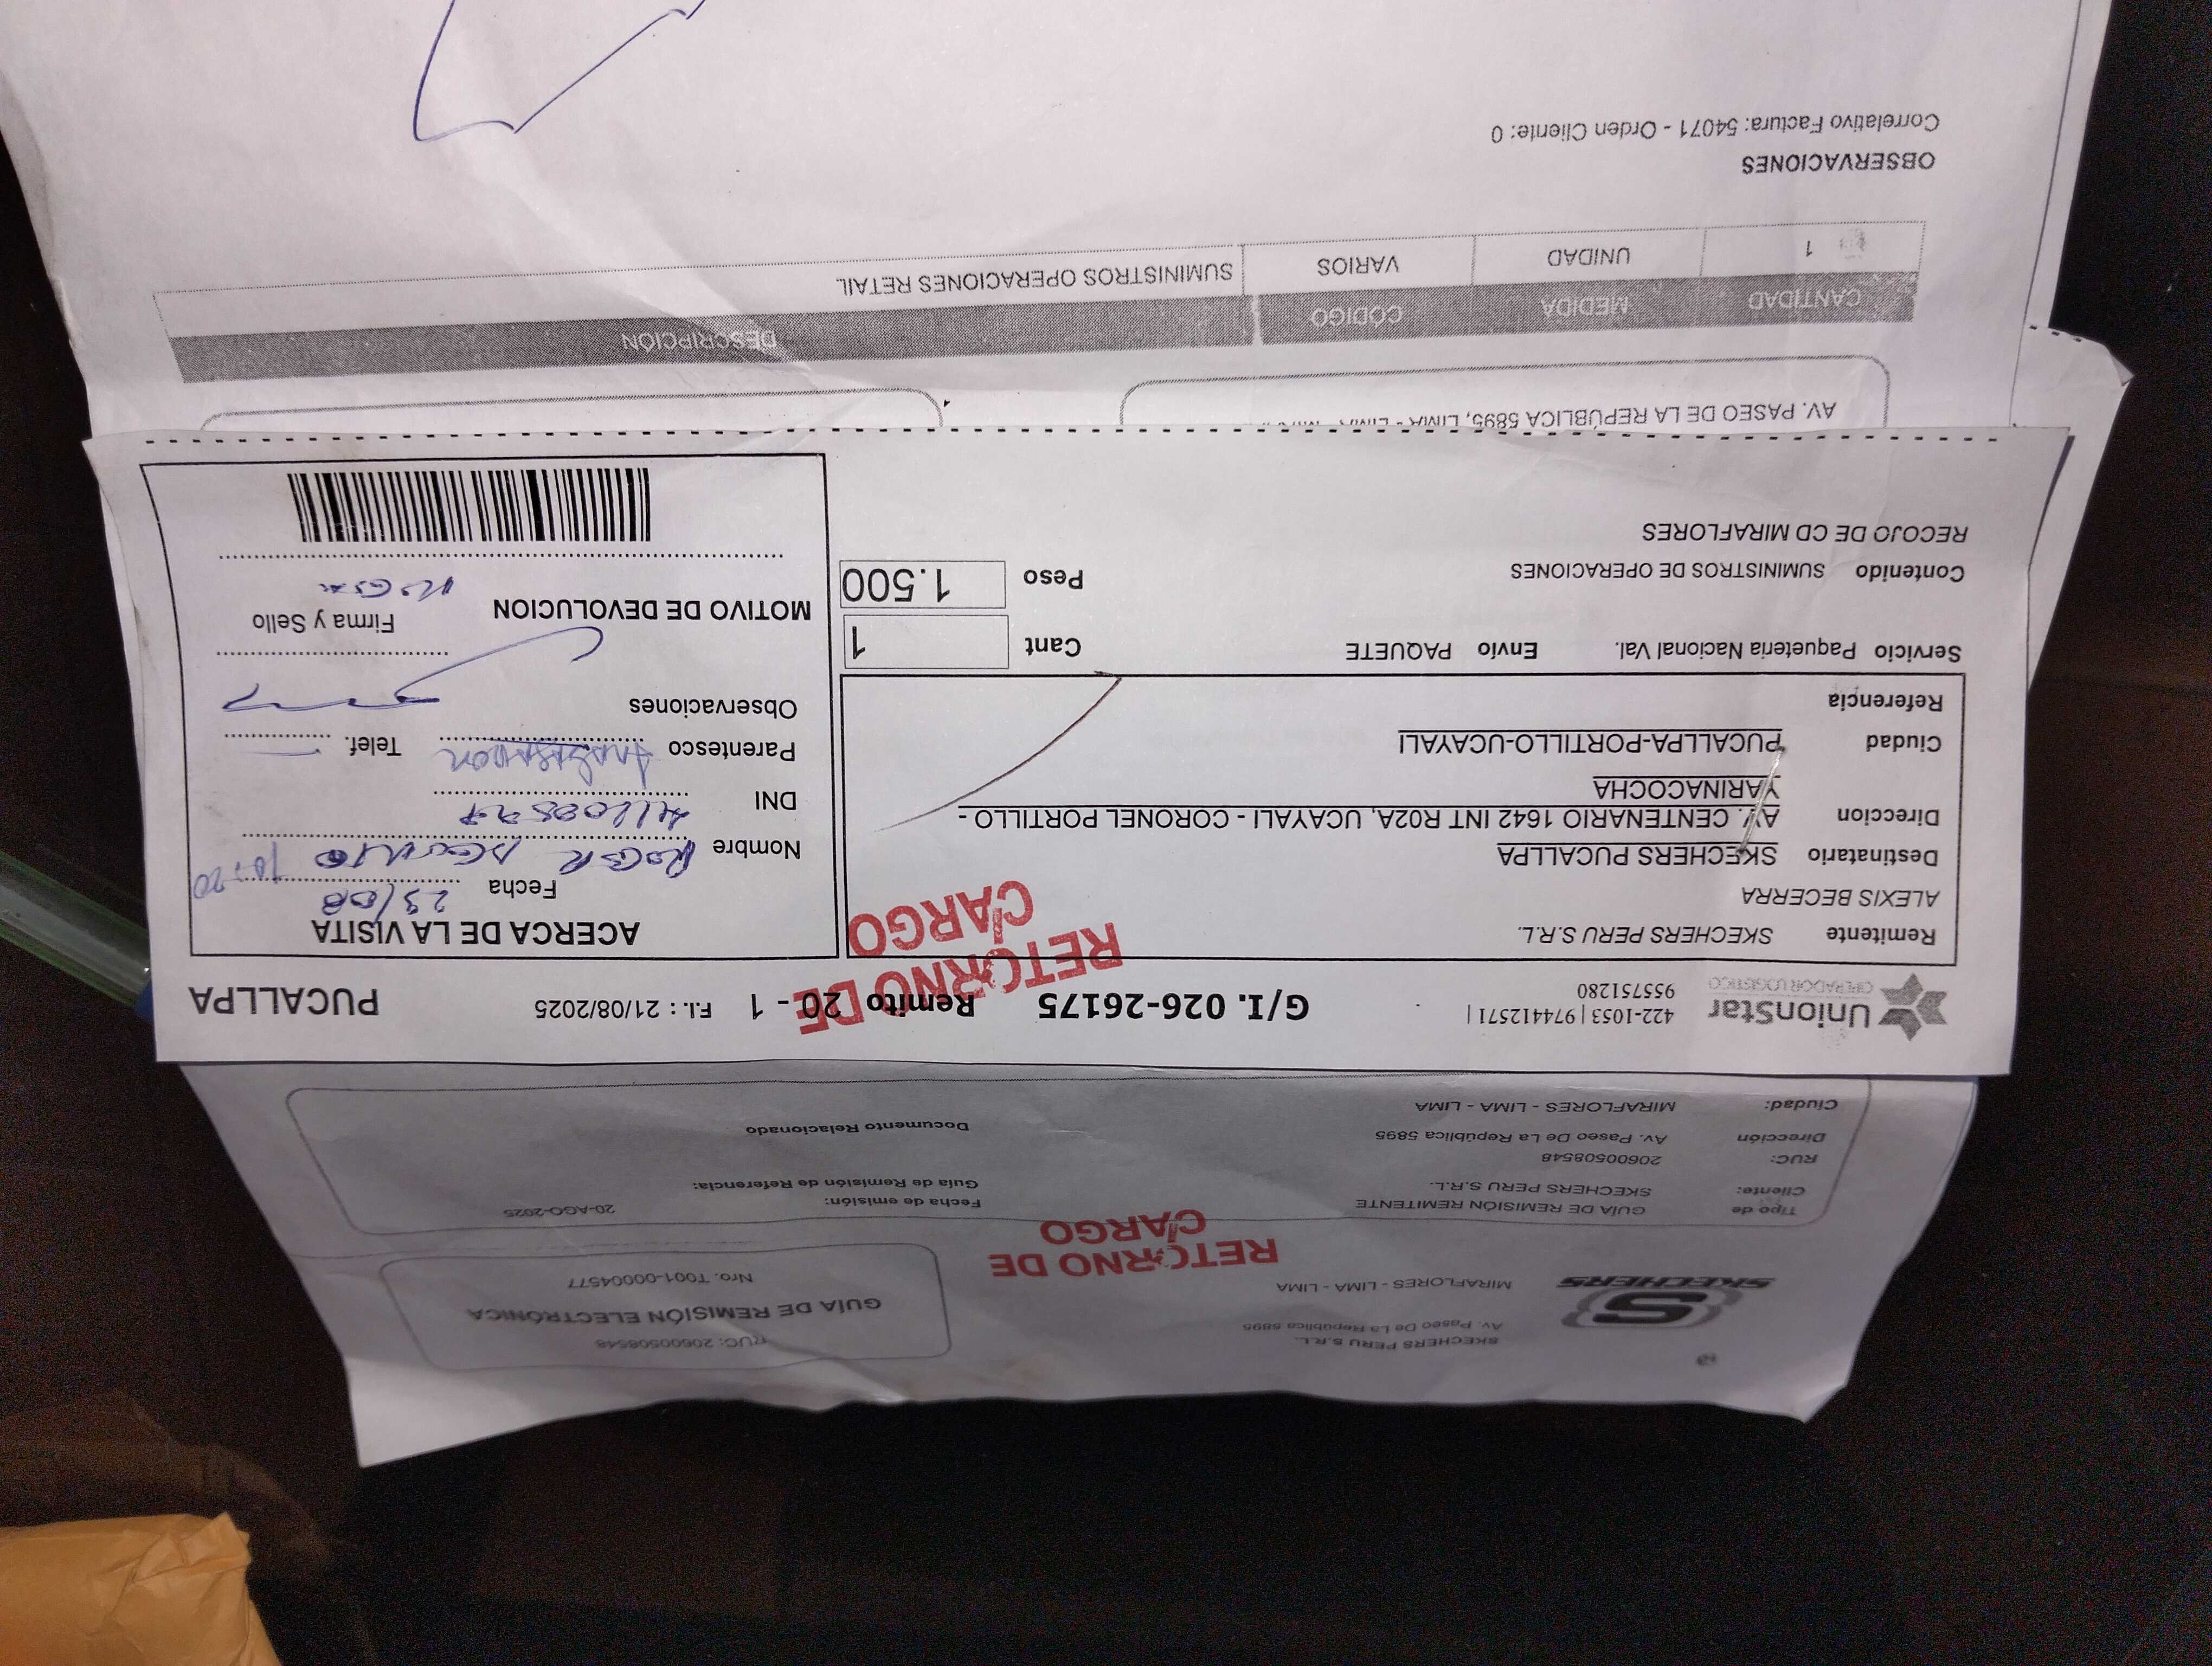 SKECHERS
SKECHERS PERU S.R.L.
Av. Paseo De La República 5895
MIRAFLORES - LIMA - LIMA
RUC: 20600508548
GUÍA DE REMISIÓN ELECTRÓNICA
Nro. T001-00004577
RETORNO DE
CARGO
Tipo de GUÍA DE REMISIÓN REMITENTE
Cliente: SKECHERS PERU S.R.L.
RUC: 20600508548
Dirección Av. Paseo De La República 5895
Ciudad: MIRAFLORES - LIMA - LIMA
Fecha de emisión: 20-AGO-2025
Guía de Remisión de Referencia:
Documento Relacionado
UnionStar
OPERADOR LOGISTICO
422-1053 | 974412571 |
955751280
G/I. 026-26175 Remito 20 - 1 F.I. : 21/08/2025 PUCALLPA
RETORNO DE
CARGO
Remitente SKECHERS PERU S.R.L.
ALEXIS BECERRA
Destinatario SKECHERS PUCALLPA
Direccion AV. CENTENARIO 1642 INT R02A, UCAYALI - CORONEL PORTILLO -
YARINACOCHA
Ciudad PUCALLPA-PORTILLO-UCAYALI
Referencia
Servicio Paqueteria Nacional Val. Envío PAQUETE Cant 1
Contenido SUMINISTROS DE OPERACIONES Peso 1.500
RECOJO DE CD MIRAFLORES
ACERCA DE LA VISITA
Fecha 23/08
Nombre ROGER
DNI
Parentesco Telef.
Observaciones
Firma y Sello
MOTIVO DE DEVOLUCION
AV. PASEO DE LA REPÚBLICA 5895, LIMA - LIMA -
CANTIDAD MEDIDA CÓDIGO DESCRIPCIÓN
1 UNIDAD VARIOS SUMINISTROS OPERACIONES RETAIL
OBSERVACIONES
Correlativo Factura: 54071 - Orden Cliente: 0